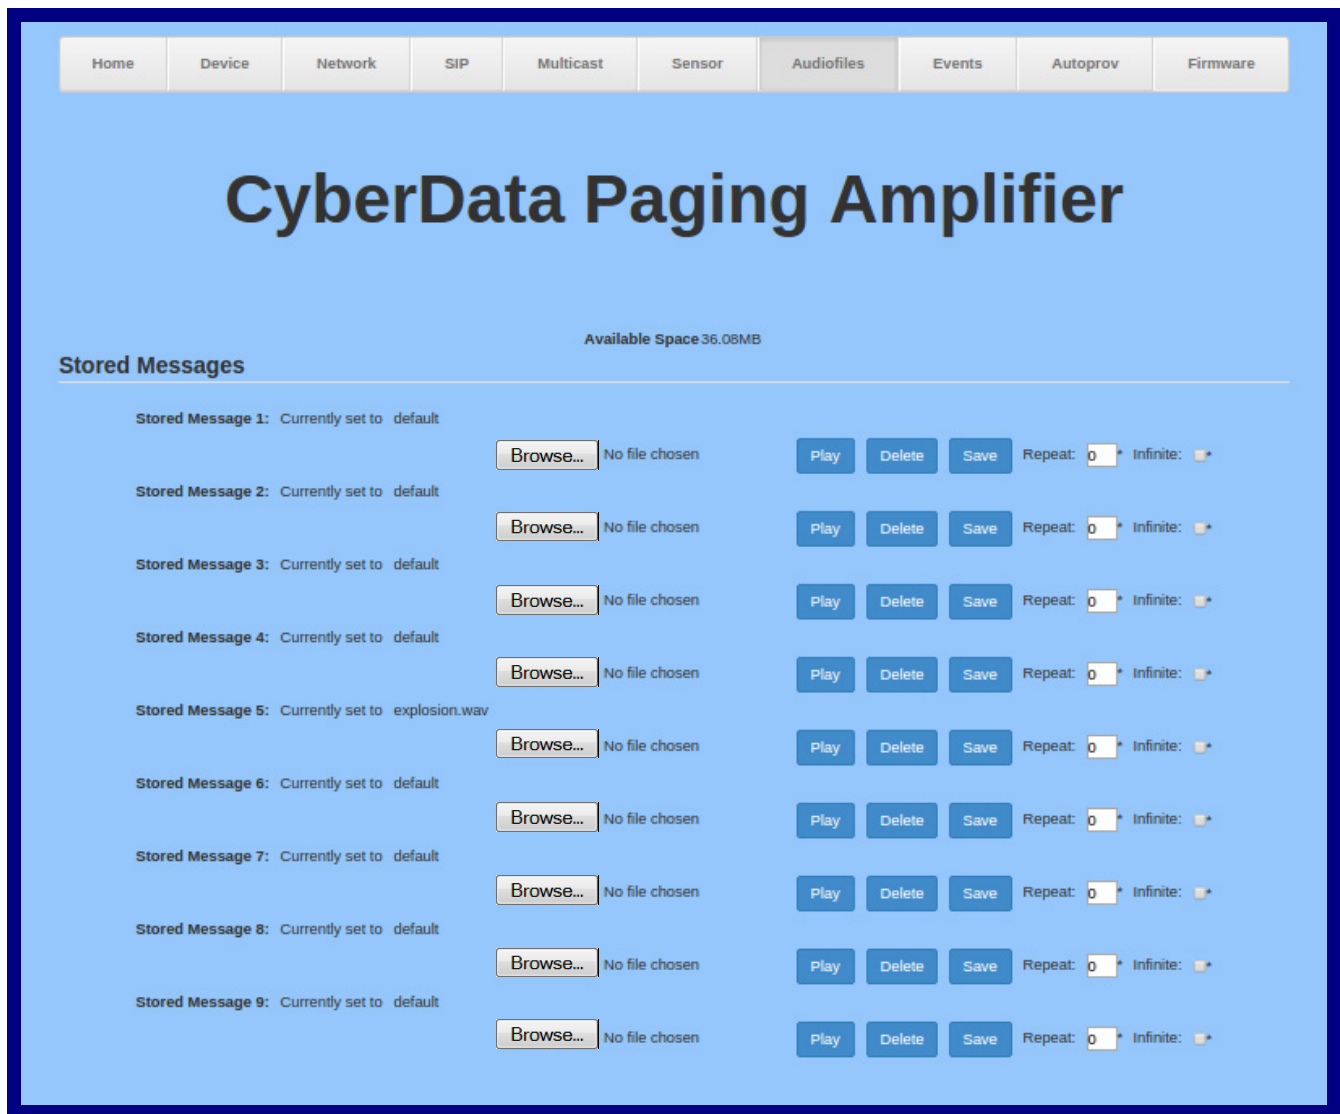 Home Device Network SIP Multicast Sensor Audiofiles Events Autoprov Firmware
CyberData Paging Amplifier
Available Space 36.08MB
Stored Messages
Stored Message 1: Currently set to default
Browse... No file chosen Play Delete Save Repeat: 0 * Infinite: *
Stored Message 2: Currently set to default
Browse... No file chosen Play Delete Save Repeat: 0 * Infinite: *
Stored Message 3: Currently set to default
Browse... No file chosen Play Delete Save Repeat: 0 * Infinite: *
Stored Message 4: Currently set to default
Browse... No file chosen Play Delete Save Repeat: 0 * Infinite: *
Stored Message 5: Currently set to explosion.wav
Browse... No file chosen Play Delete Save Repeat: 0 * Infinite: *
Stored Message 6: Currently set to default
Browse... No file chosen Play Delete Save Repeat: 0 * Infinite: *
Stored Message 7: Currently set to default
Browse... No file chosen Play Delete Save Repeat: 0 * Infinite: *
Stored Message 8: Currently set to default
Browse... No file chosen Play Delete Save Repeat: 0 * Infinite: *
Stored Message 9: Currently set to default
Browse... No file chosen Play Delete Save Repeat: 0 * Infinite: *